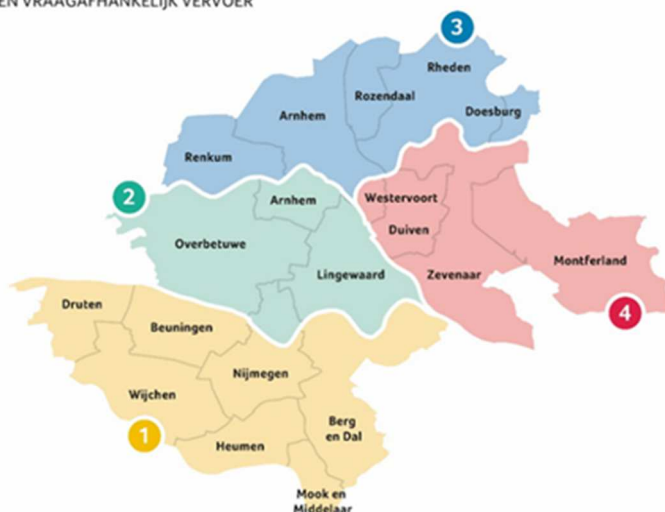 EN VRAAGAFHANKELIJK VERVOER
3
Rheden
Rozendaal
Doesburg
Arnhem
Renkum
2
Arnhem
Westervoort
Duiven
Overbetuwe
Lingewaard
Zevenaar
Montferland
4
Druten
Beuningen
Nijmegen
Wijchen
1
Heumen
Berg
en Dal
Mook en
Middelaar